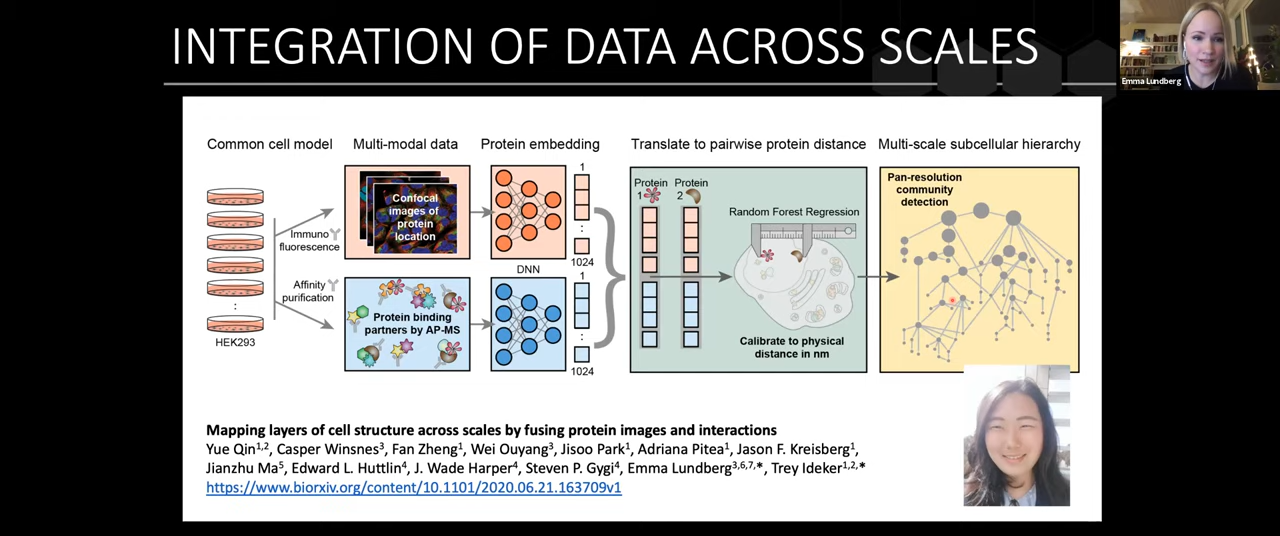 INTEGRATION OF DATA ACROSS SCALES
Emma Lundberg
Common cell model
Multi-modal data
Protein embedding
Translate to pairwise protein distance
Multi-scale subcellular hierarchy
Immuno
fluorescence
Affinity
purification
:
HEK293
Confocal
images of
protein
location
Protein binding
partners by AP-MS
DNN
1
:
1024
1
:
1024
Protein
1
Protein
2
Random Forest Regression
Calibrate to physical
distance in nm
Pan-resolution
community
detection
Mapping layers of cell structure across scales by fusing protein images and interactions
Yue Qin1,2, Casper Winsnes3, Fan Zheng1, Wei Ouyang3, Jisoo Park1, Adriana Pitea1, Jason F. Kreisberg1,
Jianzhu Ma5, Edward L. Huttlin4, J. Wade Harper4, Steven P. Gygi4, Emma Lundberg3,6,7,*, Trey Ideker1,2,*
https://www.biorxiv.org/content/10.1101/2020.06.21.163709v1